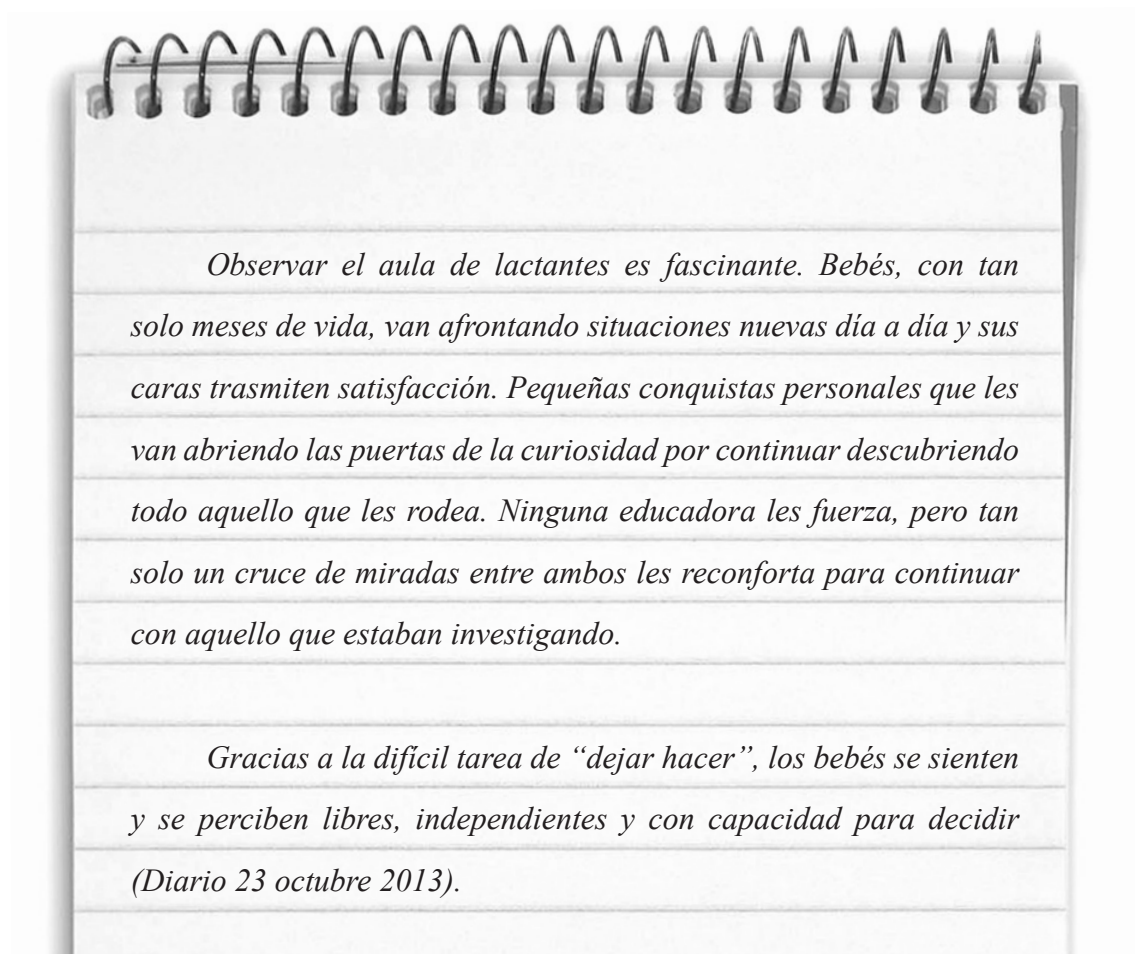 Observar el aula de lactantes es fascinante. Bebés, con tan
solo meses de vida, van afrontando situaciones nuevas día a día y sus
caras trasmiten satisfacción. Pequeñas conquistas personales que les
van abriendo las puertas de la curiosidad por continuar descubriendo
todo aquello que les rodea. Ninguna educadora les fuerza, pero tan
solo un cruce de miradas entre ambos les reconforta para continuar
con aquello que estaban investigando.
Gracias a la difícil tarea de “dejar hacer”, los bebés se sienten
y se perciben libres, independientes y con capacidad para decidir
(Diario 23 octubre 2013).